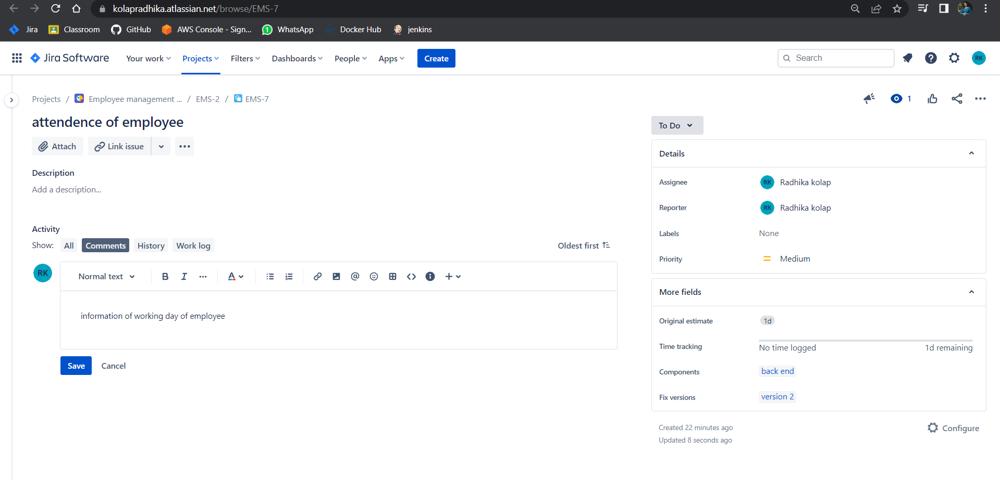 kolapradhika.atlassian.net/browse/EMS-7
Jira Classroom GitHub AWS Console - Sign... 1 WhatsApp Docker Hub jenkins
Jira Software Your work Projects Filters Dashboards People Apps Create Search ? RK
Projects / Employee management ... / EMS-2 / EMS-7 1
attendence of employee
To Do
Attach Link issue
Details
Description
Add a description...
Assignee RK Radhika kolap
Reporter RK Radhika kolap
Activity
Labels None
Show: All Comments History Work log Oldest first
Priority Medium
RK Normal text B I A @
More fields
information of working day of employee
Original estimate 1d
Time tracking No time logged 1d remaining
Save Cancel
Components back end
Fix versions version 2
Created 22 minutes ago Configure
Updated 8 seconds ago